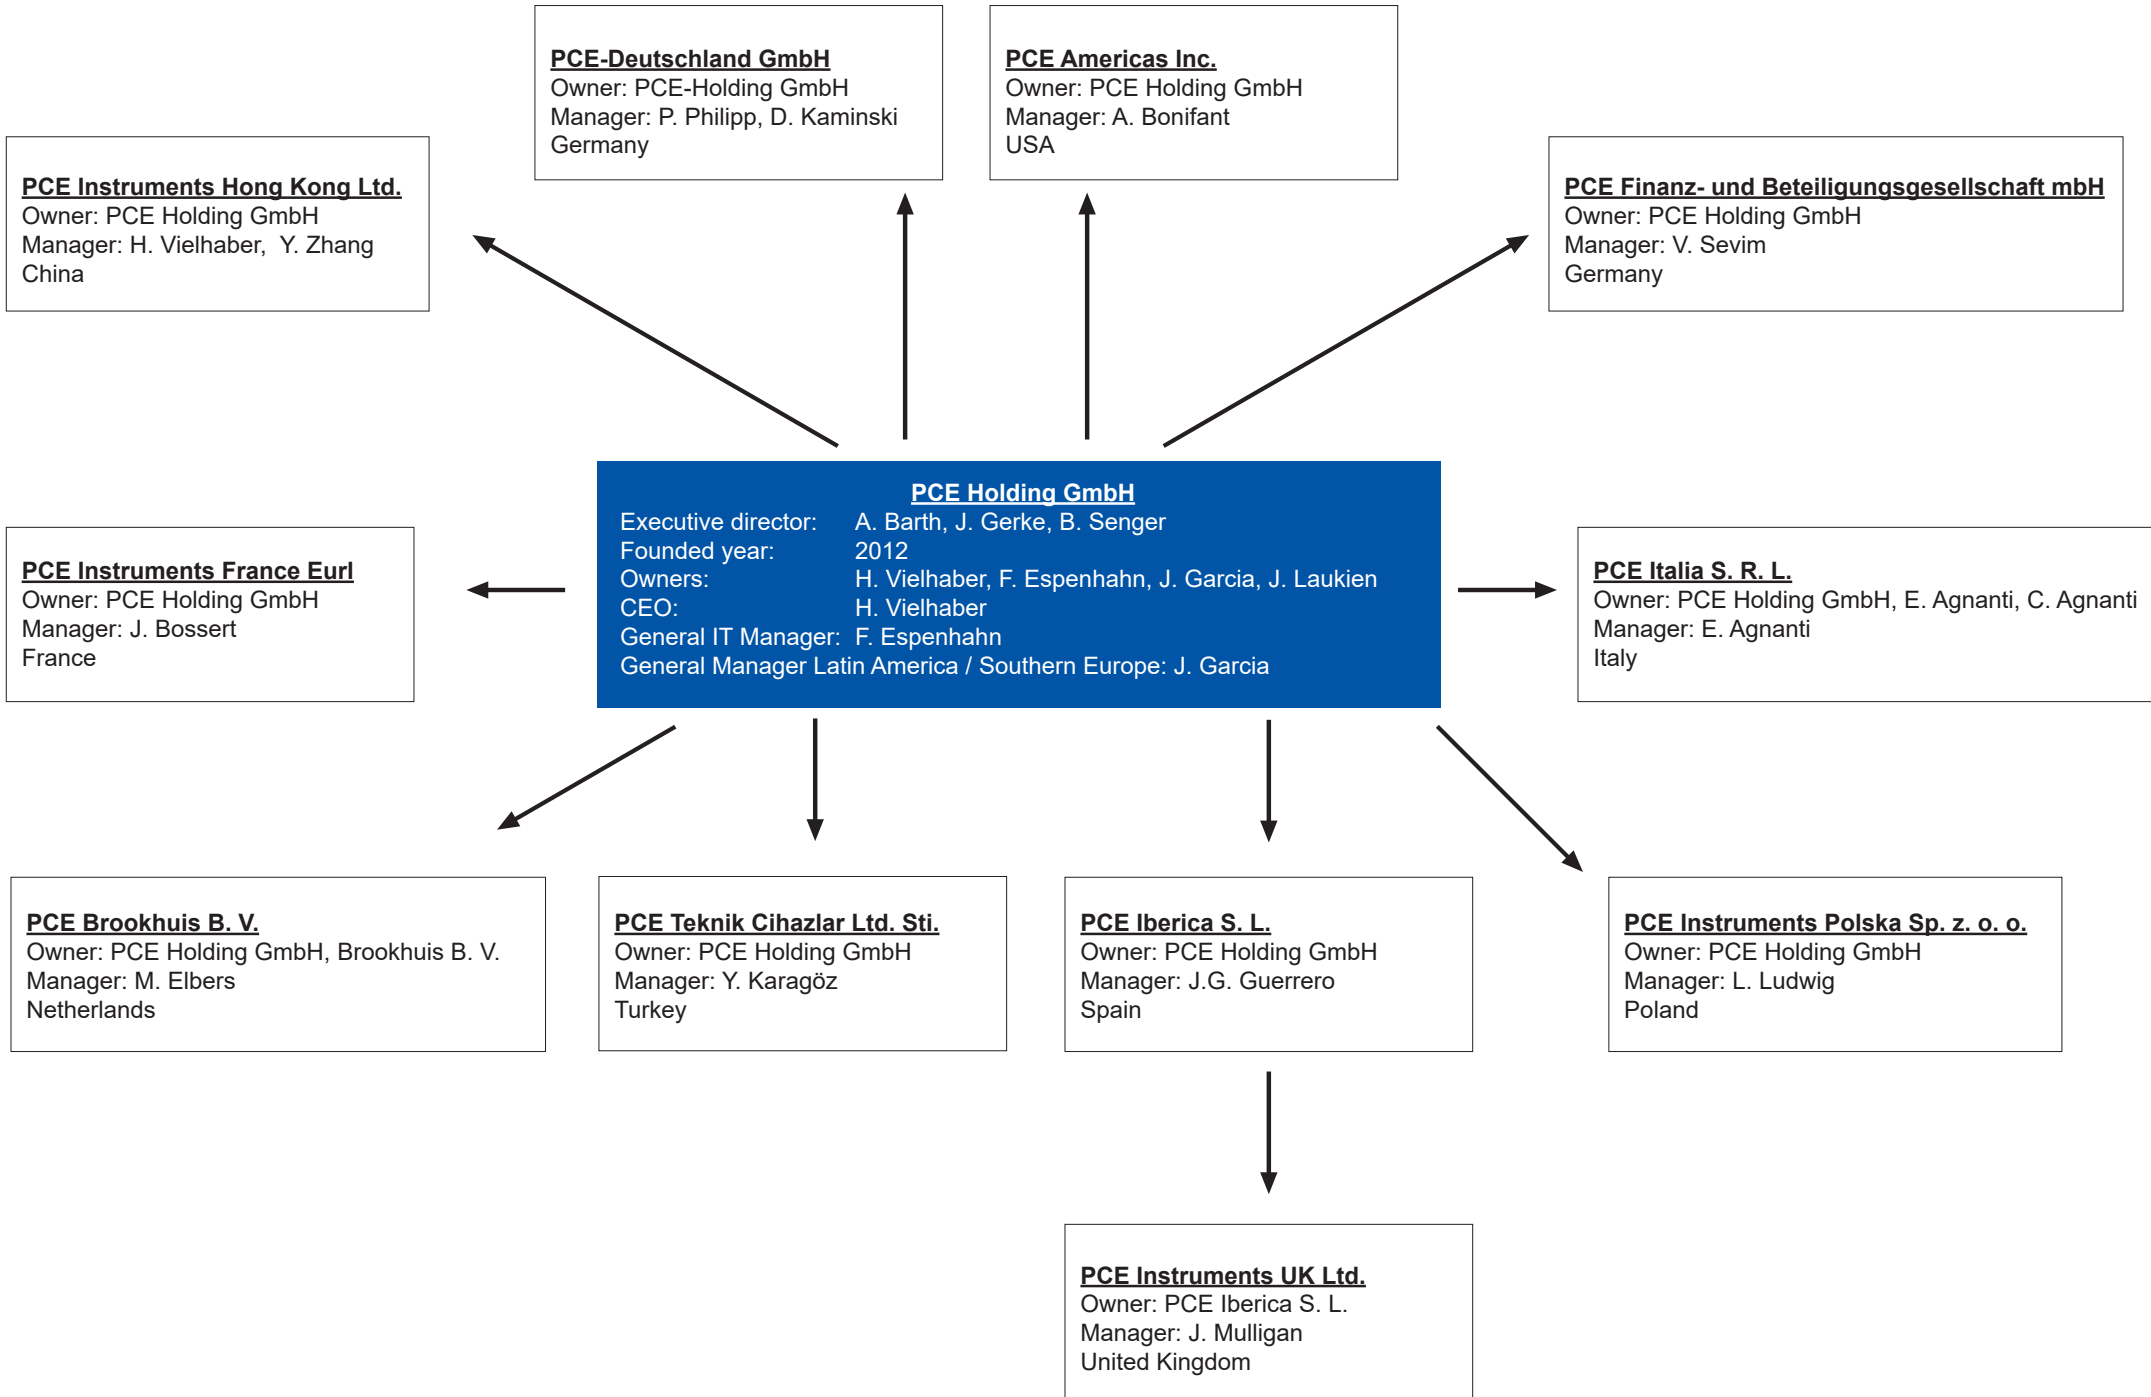 PCE-Deutschland GmbH
Owner: PCE-Holding GmbH
Manager: P. Philipp, D. Kaminski
Germany
PCE Americas Inc.
Owner: PCE Holding GmbH
Manager: A. Bonifant
USA
PCE Instruments Hong Kong Ltd.
Owner: PCE Holding GmbH
Manager: H. Vielhaber, Y. Zhang
China
PCE Finanz- und Beteiligungsgesellschaft mbH
Owner: PCE Holding GmbH
Manager: V. Sevim
Germany
PCE Holding GmbH
Executive director: A. Barth, J. Gerke, B. Senger
Founded year: 2012
Owners: H. Vielhaber, F. Espenhahn, J. Garcia, J. Laukien
CEO: H. Vielhaber
General IT Manager: F. Espenhahn
General Manager Latin America / Southern Europe: J. Garcia
PCE Instruments France Eurl
Owner: PCE Holding GmbH
Manager: J. Bossert
France
PCE Italia S. R. L.
Owner: PCE Holding GmbH, E. Agnanti, C. Agnanti
Manager: E. Agnanti
Italy
PCE Brookhuis B. V.
Owner: PCE Holding GmbH, Brookhuis B. V.
Manager: M. Elbers
Netherlands
PCE Teknik Cihazlar Ltd. Sti.
Owner: PCE Holding GmbH
Manager: Y. Karagöz
Turkey
PCE Iberica S. L.
Owner: PCE Holding GmbH
Manager: J.G. Guerrero
Spain
PCE Instruments Polska Sp. z. o. o.
Owner: PCE Holding GmbH
Manager: L. Ludwig
Poland
PCE Instruments UK Ltd.
Owner: PCE Iberica S. L.
Manager: J. Mulligan
United Kingdom